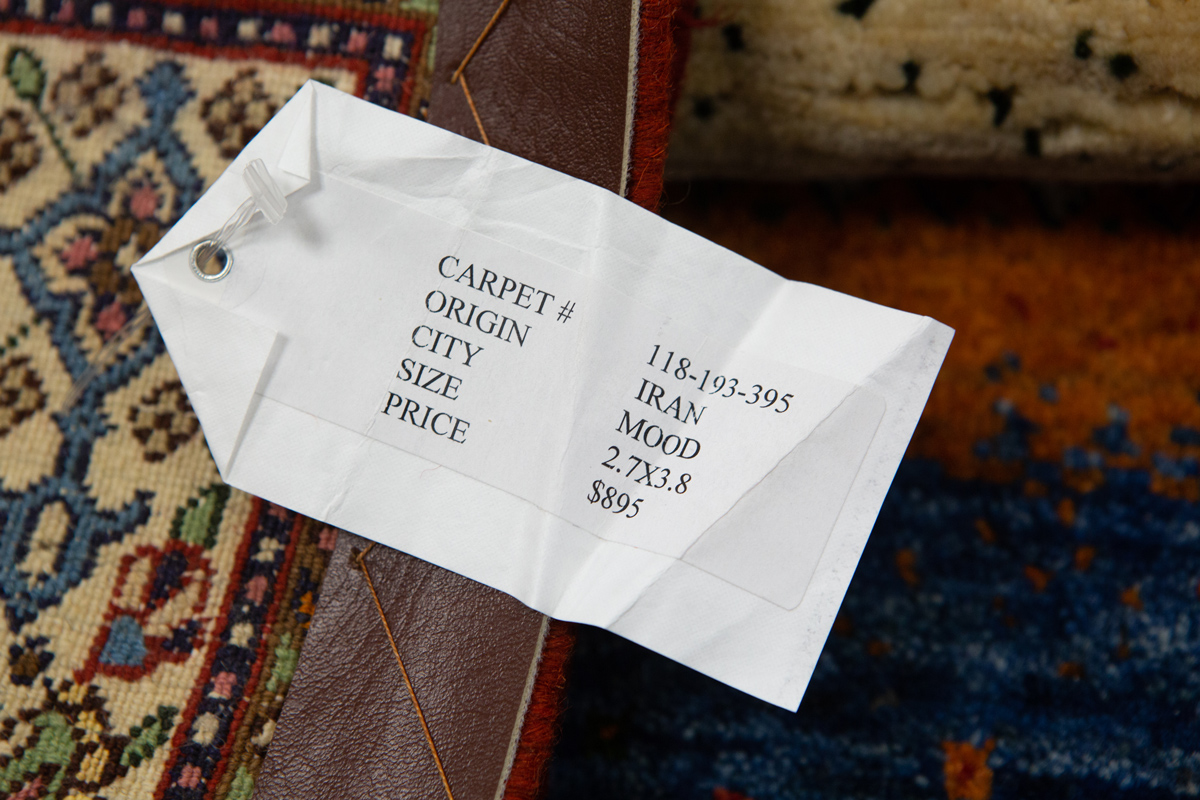 CARPET # 118-193-395
ORIGIN IRAN
CITY MOOD
SIZE 2.7X3.8
PRICE $895